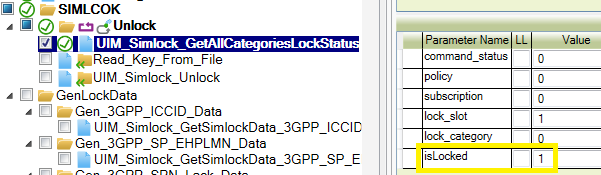 SIMLCOK
Unlock
UIM_Simlock_GetAllCategoriesLockStatus
Read_Key_From_File
UIM_Simlock_Unlock
GenLockData
Gen_3GPP_ICCID_Data
UIM_Simlock_GetSimlockData_3GPP_ICCID
Gen_3GPP_SP_EHPLMN_Data
UIM_Simlock_GetSimlockData_3GPP_SP_E
Gen_3GPP_SPN_Lock_Data
Parameter Name LL Value
command_status 0
policy 0
subscription 0
lock_slot 1
lock_category 0
isLocked 1